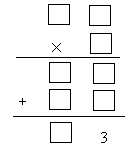 □ □
× □
□ □
+ □ □
□ 3